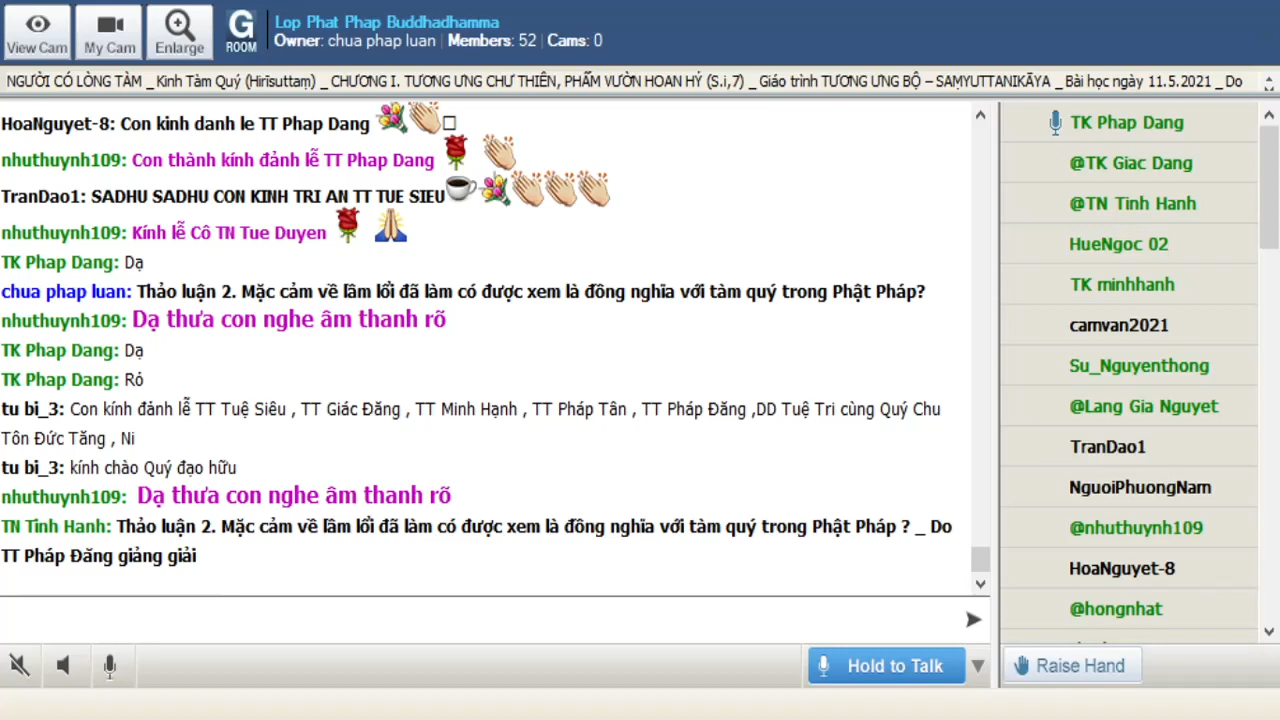 View Cam
My Cam
Enlarge
G
ROOM
Lop Phat Phap Buddhadhamma
Owner: chua phap luan | Members: 52 | Cams: 0
NGƯỜI CÓ LÒNG TÀM _ Kinh Tàm Quý (Hirīsuttaṃ) _ CHƯƠNG I. TƯƠNG ƯNG CHƯ THIÊN, PHẨM VƯỜN HOAN HỶ (S.i,7) _ Giáo trình TƯƠNG ƯNG BỘ – SAṂYUTTANIKĀYA _ Bài học ngày 11.5.2021 _ Do
HoaNguyet-8: Con kinh danh le TT Phap Dang
nhuthuynh109: Con thành kính đảnh lễ TT Phap Dang
TranDao1: SADHU SADHU CON KINH TRI AN TT TUE SIEU
nhuthuynh109: Kính lễ Cô TN Tue Duyen
TK Phap Dang: Dạ
chua phap luan: Thảo luận 2. Mặc cảm về lầm lỗi đã làm có được xem là đồng nghĩa với tàm quý trong Phật Pháp?
nhuthuynh109: Dạ thưa con nghe âm thanh rõ
TK Phap Dang: Dạ
TK Phap Dang: Rỏ
tu bi_3: Con kính đảnh lễ TT Tuệ Siêu , TT Giác Đăng , TT Minh Hạnh , TT Pháp Tân , TT Pháp Đăng ,DD Tuệ Tri cùng Quý Chu
Tôn Đức Tăng , Ni
tu bi_3: kính chào Quý đạo hữu
nhuthuynh109: Dạ thưa con nghe âm thanh rõ
TN Tinh Hanh: Thảo luận 2. Mặc cảm về lầm lỗi đã làm có được xem là đồng nghĩa với tàm quý trong Phật Pháp ? _ Do
TT Pháp Đăng giảng giải
Hold to Talk
TK Phap Dang
@TK Giac Dang
@TN Tinh Hanh
HueNgoc 02
TK minhhanh
camvan2021
Su_Nguyenthong
@Lang Gia Nguyet
TranDao1
NguoiPhuongNam
@nhuthuynh109
HoaNguyet-8
@hongnhat
Raise Hand